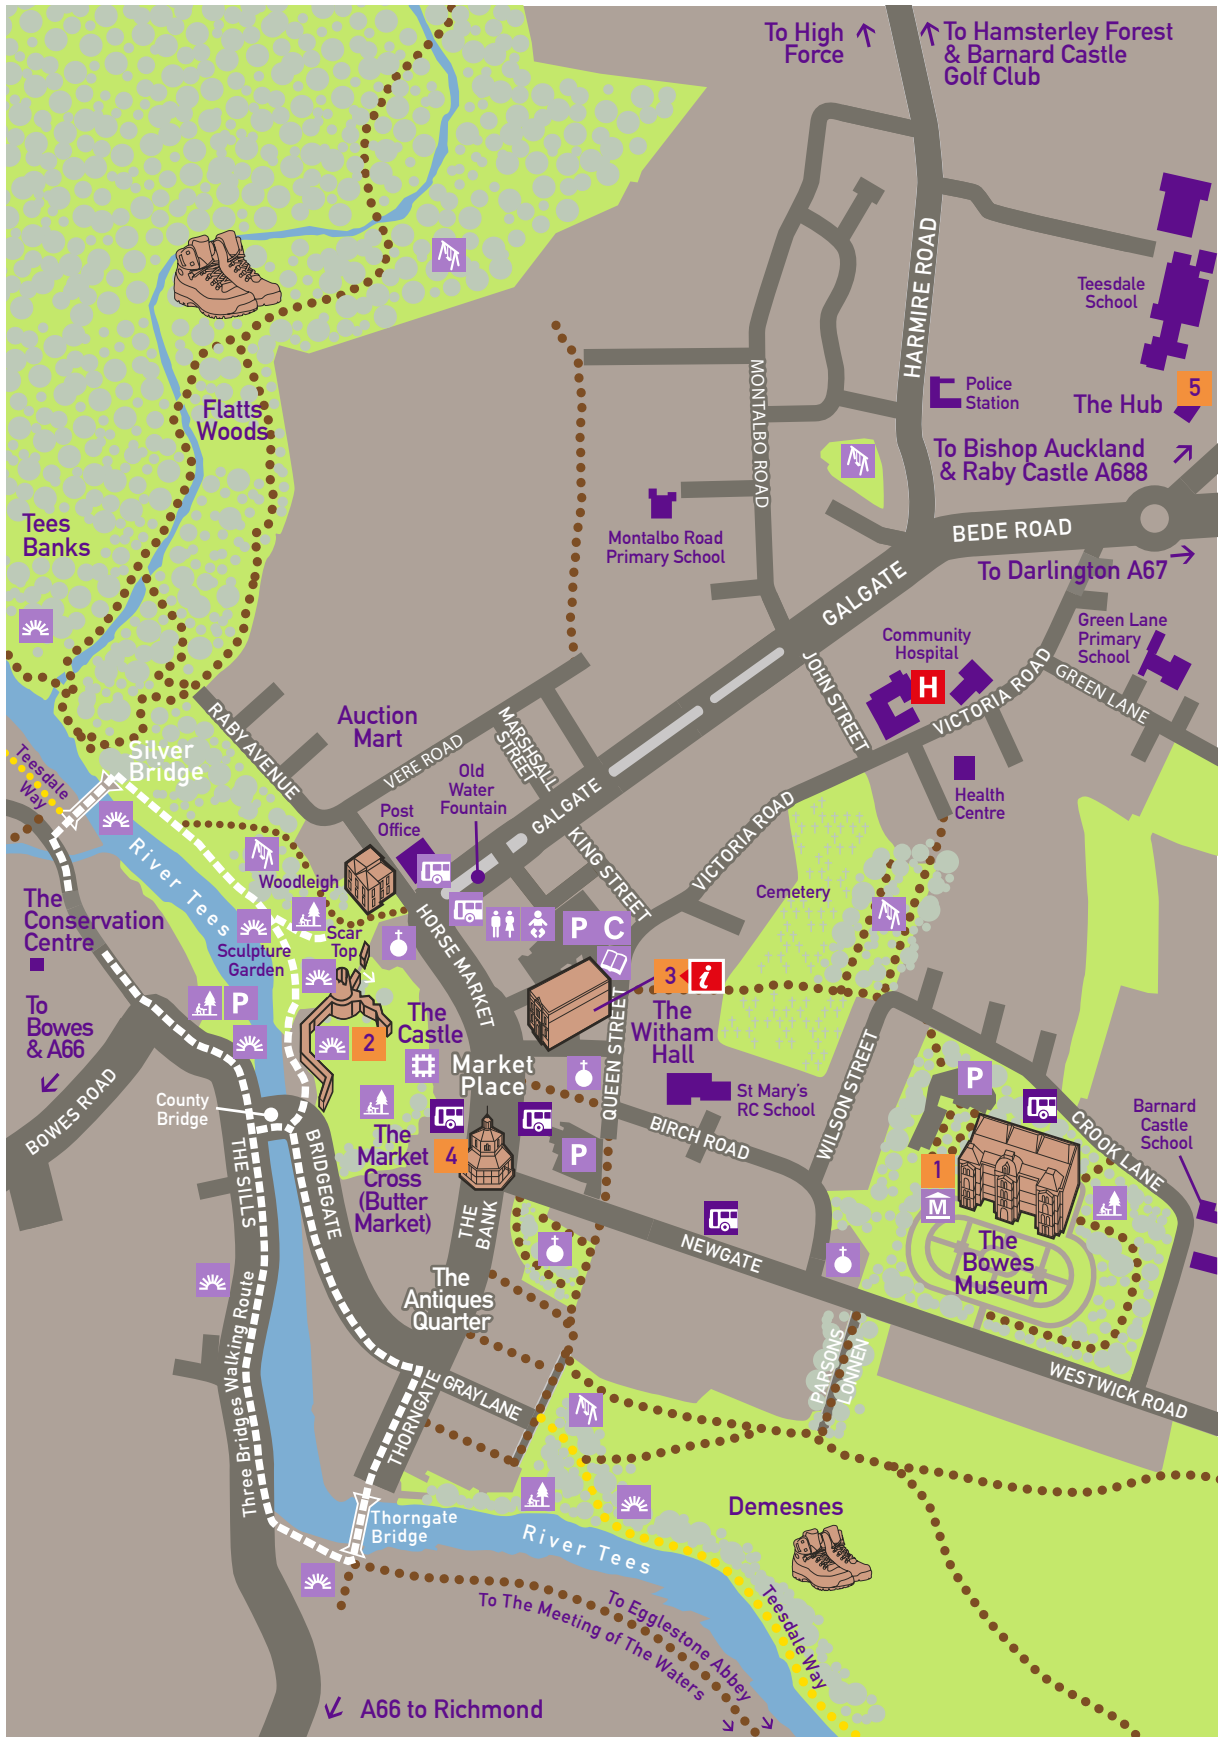 To High
Force
To Hamsterley Forest
& Barnard Castle
Golf Club
HARMIRE ROAD
Teesdale
School
Police
Station
5
The Hub
MONTALBO ROAD
Flatts
Woods
To Bishop Auckland
& Raby Castle A688
Tees
Banks
Montalbo Road
Primary School
BEDE ROAD
To Darlington A67
GALGATE
Community
Hospital
H
Green Lane
Primary
School
JOHN STREET
VICTORIA ROAD
GREEN LANE
RABY AVENUE
Auction
Mart
MARSHSALL
STREET
VERE ROAD
Silver
Bridge
Teesdale
Way
Old
Water
Fountain
Post
Office
GALGATE
Health
Centre
KING STREET
VICTORIA ROAD
River Tees
Woodleigh
Cemetery
The
Conservation
Centre
Scar
Top
Sculpture
Garden
HORSE MARKET
P
C
3
i
The
Witham
Hall
To
Bowes
& A66
P
2
The
Castle
Market
Place
QUEEN STREET
St Mary's
RC School
WILSON STREET
P
BOWES ROAD
County
Bridge
THE SILLS
BRIDGEGATE
The
Market
Cross
(Butter
Market)
4
P
BIRCH ROAD
CROOK LANE
Barnard
Castle
School
1
M
The
Bowes
Museum
THE
BANK
NEWGATE
The
Antiques
Quarter
PARSONS
LONNEN
WESTWICK ROAD
Three Bridges Walking Route
THORNGATE
GRAY LANE
Thorngate
Bridge
River Tees
Demesnes
To Egglestone Abbey
To The Meeting of The Waters
Teesdale Way
A66 to Richmond